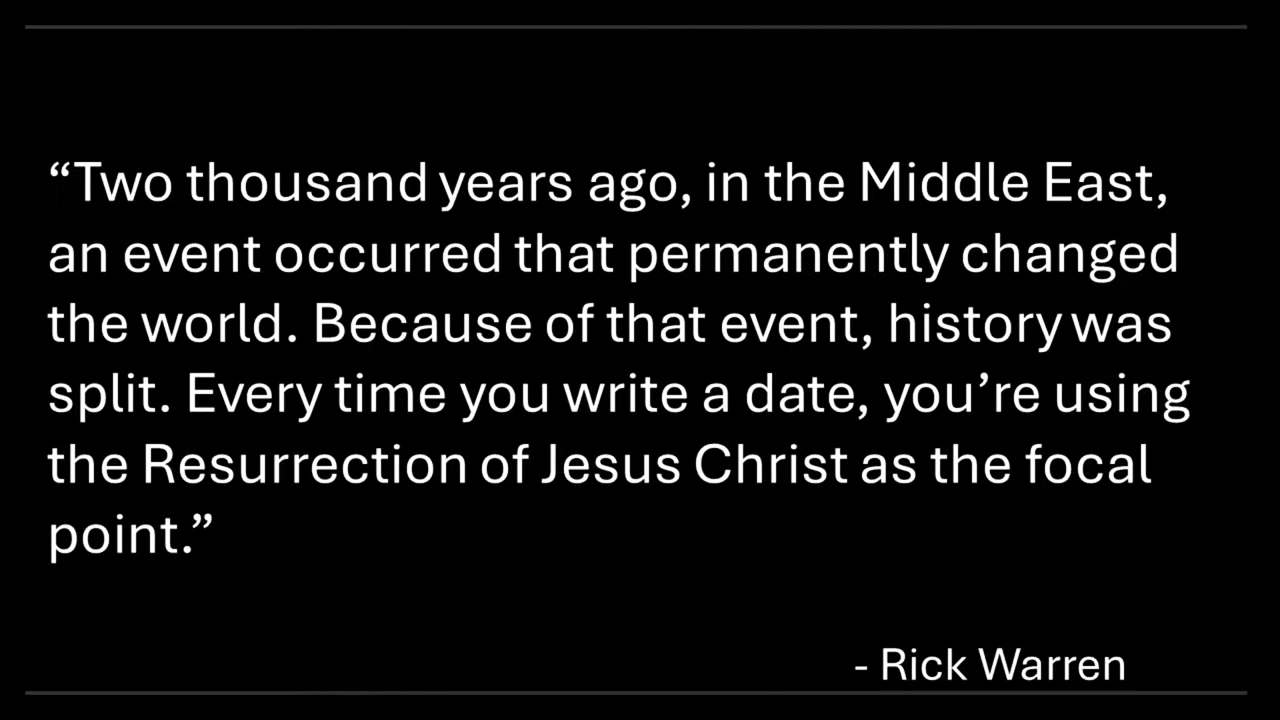 “Two thousand years ago, in the Middle East,
an event occurred that permanently changed
the world. Because of that event, history was
split. Every time you write a date, you’re using
the Resurrection of Jesus Christ as the focal
point.”
- Rick Warren